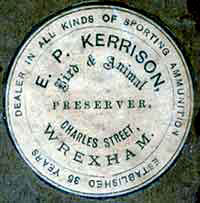 DEALER IN ALL KINDS OF SPORTING AMMUNITION
E. P. KERRISON,
Bird & Animal
PRESERVER,
CHARLES STREET,
WREXHAM.
ESTABLISHED 35 YEARS